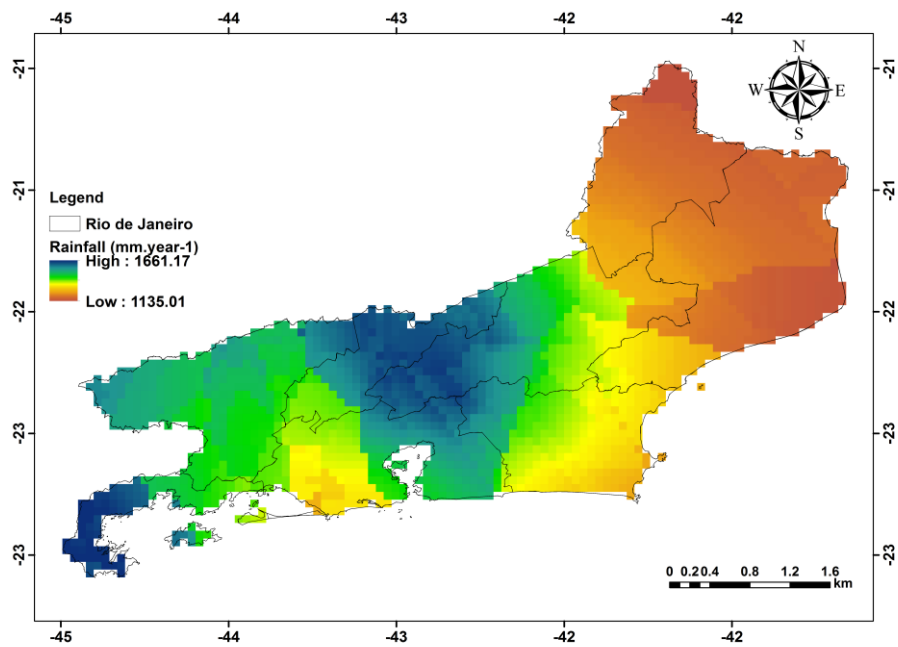 -45 -44 -43 -42 -42
N
W E
S
-21
-21
-22
-23
-23
Legend
Rio de Janeiro
Rainfall (mm.year-1)
High : 1661.17
Low : 1135.01
-21
-21
-22
-23
-23
0 0.20.4 0.8 1.2 1.6
km
-45 -44 -43 -42 -42